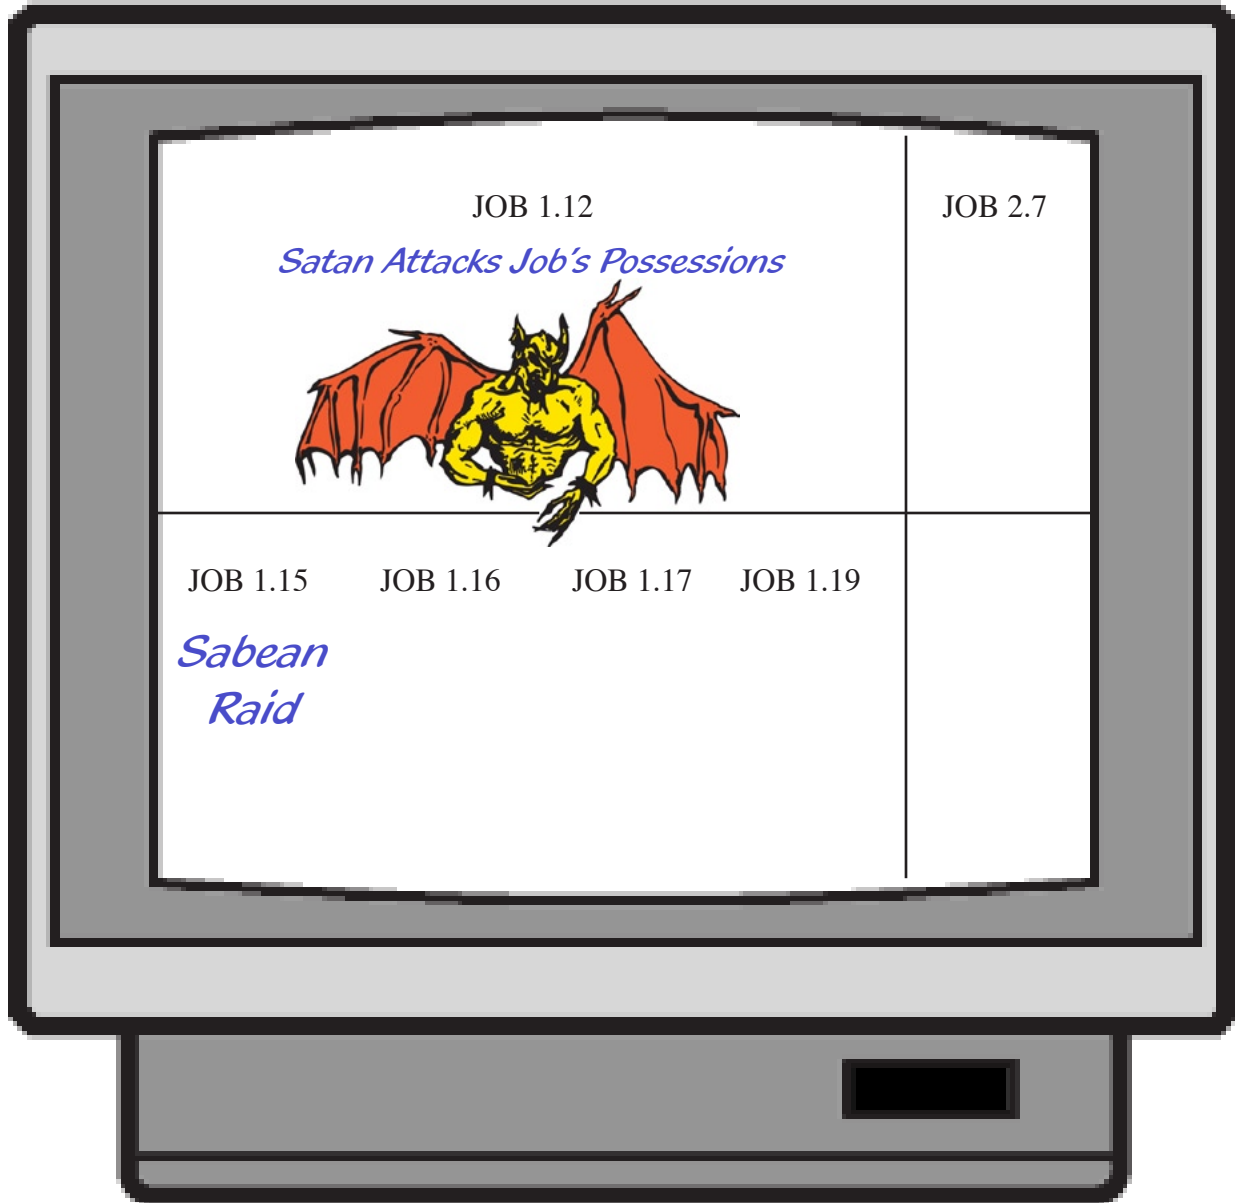 JOB 1.12
JOB 2.7
Satan Attacks Job's Possessions
JOB 1.15
JOB 1.16
JOB 1.17
JOB 1.19
Sabean
Raid